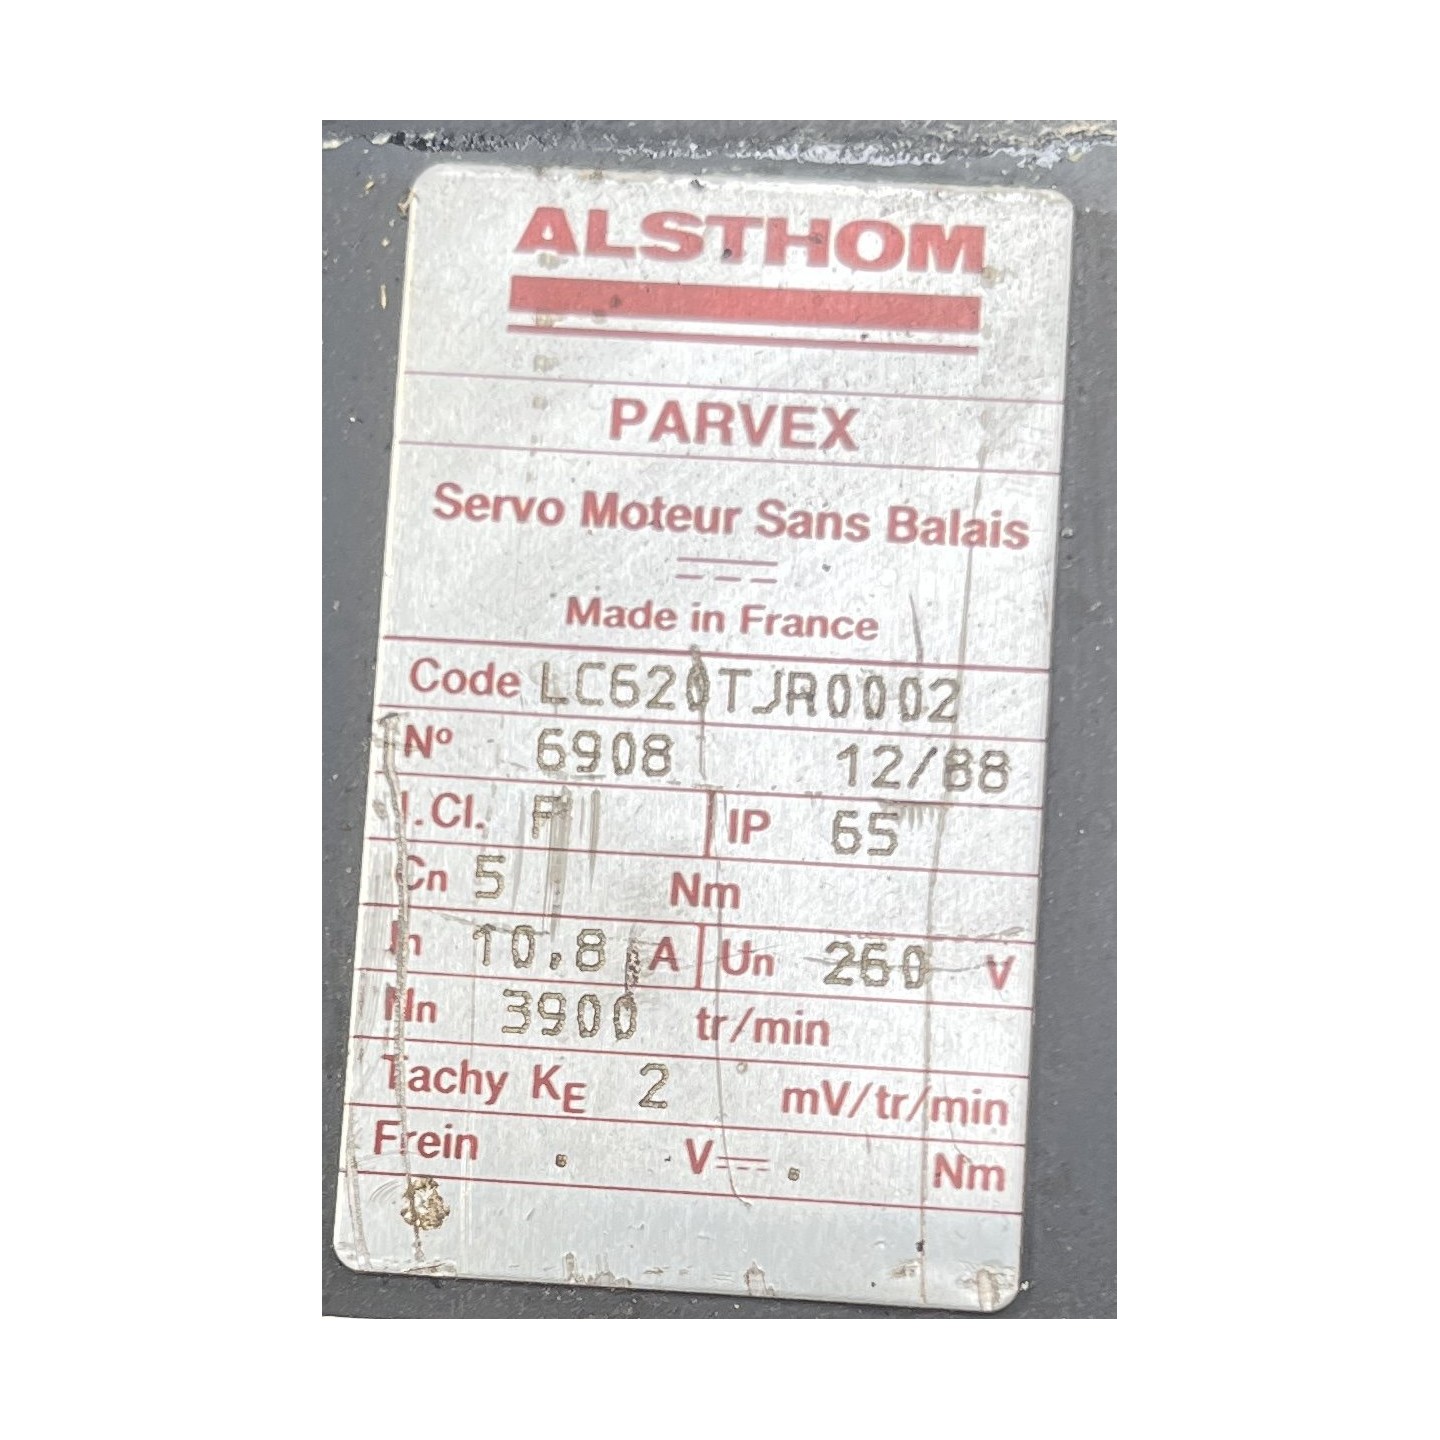 ALSTHOM
PARVEX
Servo Moteur Sans Balais
Made in France
Code LC620TJR0002
Nº 6908 12/88
I.Cl. F IP 65
Cn 5 Nm
In 10,8 A Un 260 V
Nn 3900 tr/min
Tachy KE 2 mV/tr/min
Frein . V . Nm